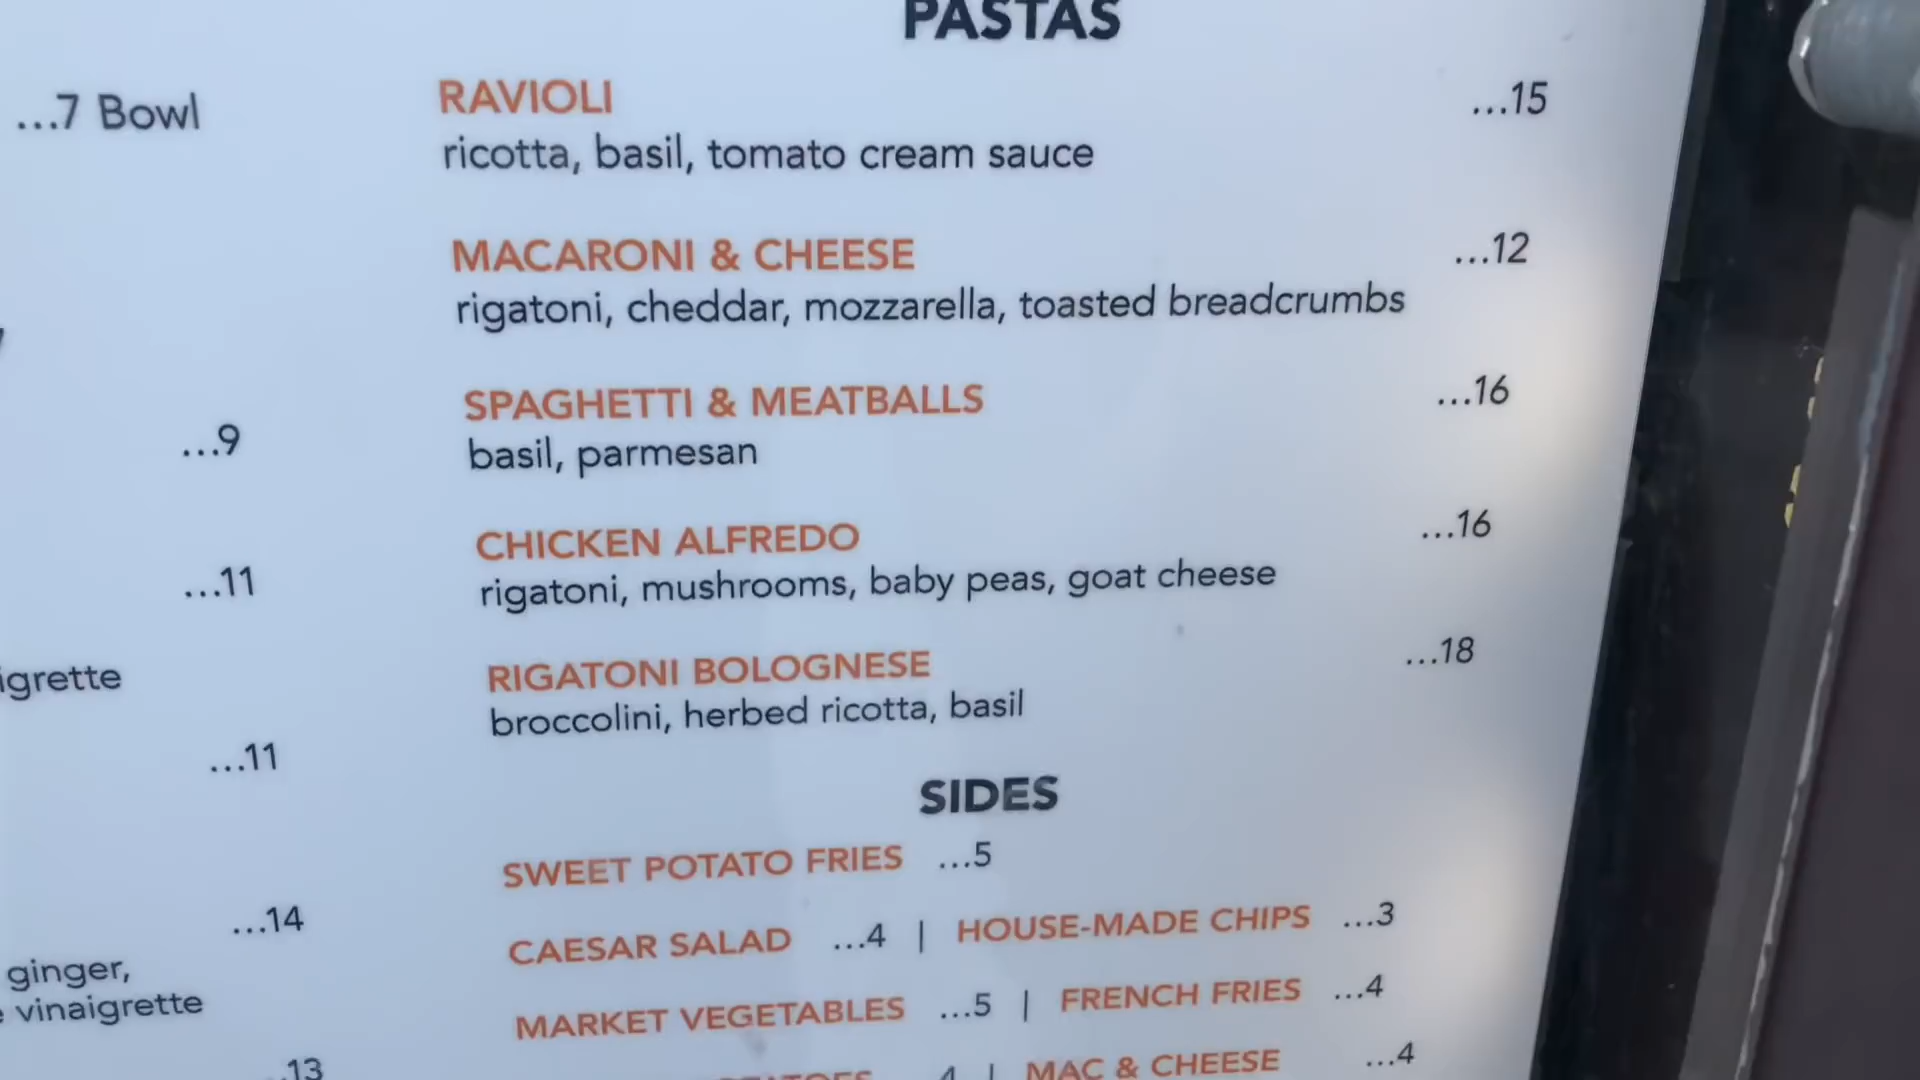 ...7 Bowl
...9
...11
...11
...14
ginger,
vinaigrette
...13
PASTAS
RAVIOLI ...15
ricotta, basil, tomato cream sauce
MACARONI & CHEESE ...12
rigatoni, cheddar, mozzarella, toasted breadcrumbs
SPAGHETTI & MEATBALLS ...16
basil, parmesan
CHICKEN ALFREDO ...16
rigatoni, mushrooms, baby peas, goat cheese
RIGATONI BOLOGNESE ...18
broccolini, herbed ricotta, basil
SIDES
SWEET POTATO FRIES ...5
CAESAR SALAD ...4 | HOUSE-MADE CHIPS ...3
MARKET VEGETABLES ...5 | FRENCH FRIES ...4
4 | MAC & CHEESE ...4